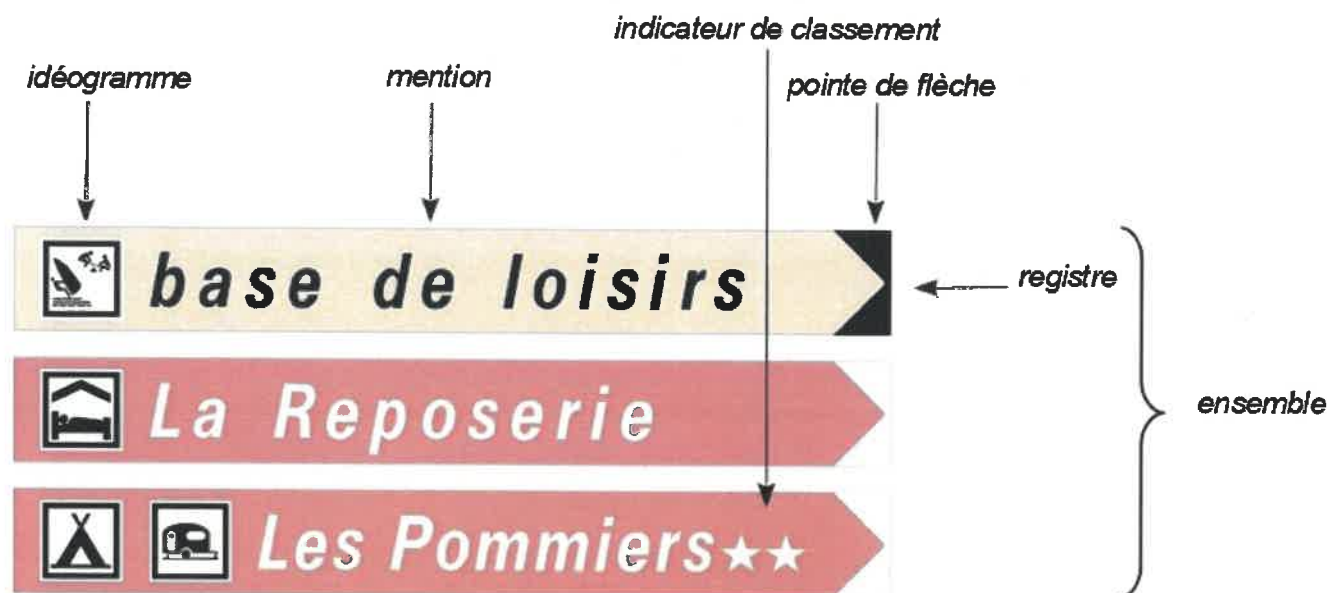 indicateur de classement
idéogramme
mention
pointe de flèche
base de loisirs
registre
La Reposerie
ensemble
Les Pommiers★★